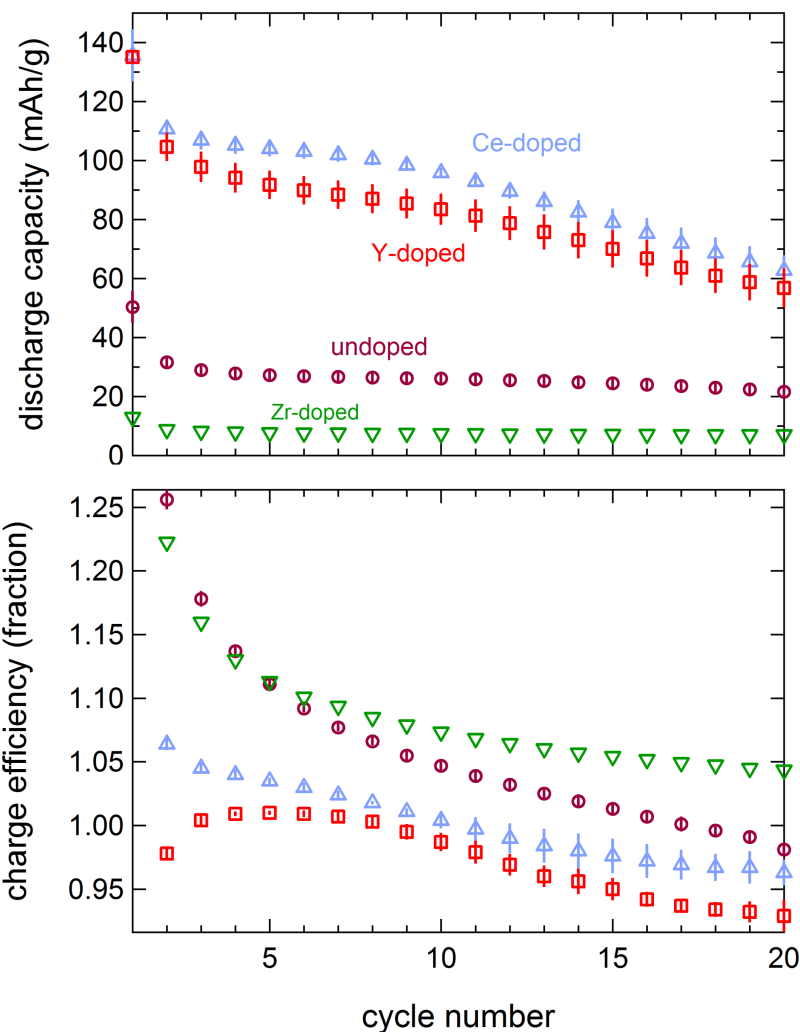 140
120
100
80
60
40
20
0
discharge capacity (mAh/g)
Ce-doped
Y-doped
undoped
Zr-doped
1.25
1.20
1.15
1.10
1.05
1.00
0.95
charge efficiency (fraction)
5
10
15
20
cycle number